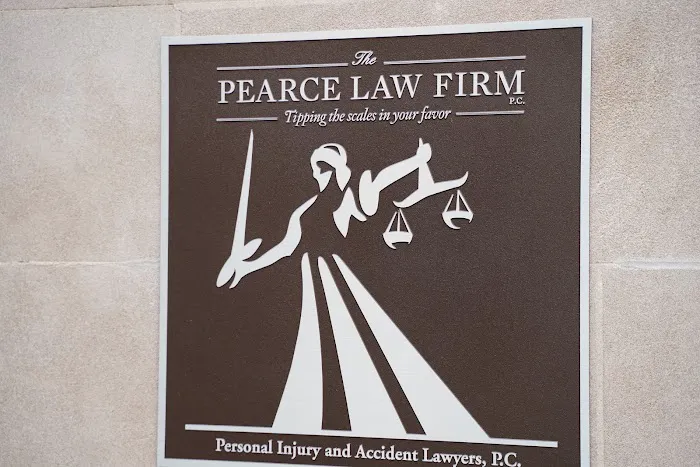 The
PEARCE LAW FIRM
P.C.
Tipping the scales in your favor
Personal Injury and Accident Lawyers, P.C.